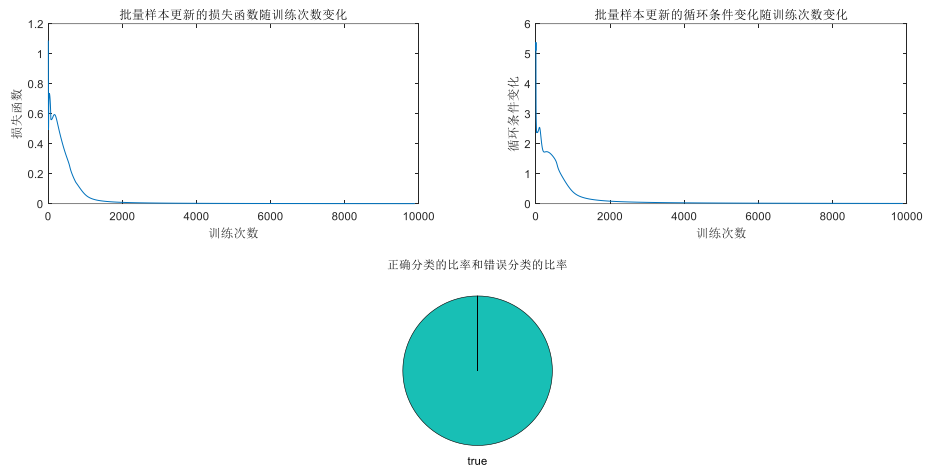 批量样本更新的损失函数随训练次数变化
1.2
1
0.8
0.6
0.4
0.2
0
损失函数
0 2000 4000 6000 8000 10000
训练次数
批量样本更新的循环条件变化随训练次数变化
6
5
4
3
2
1
0
循环条件变化
0 2000 4000 6000 8000 10000
训练次数
正确分类的比率和错误分类的比率
true